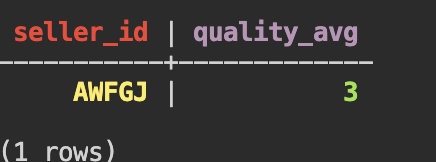 seller_id | quality_avg
-----------+-------------
AWFGJ | 3
(1 rows)